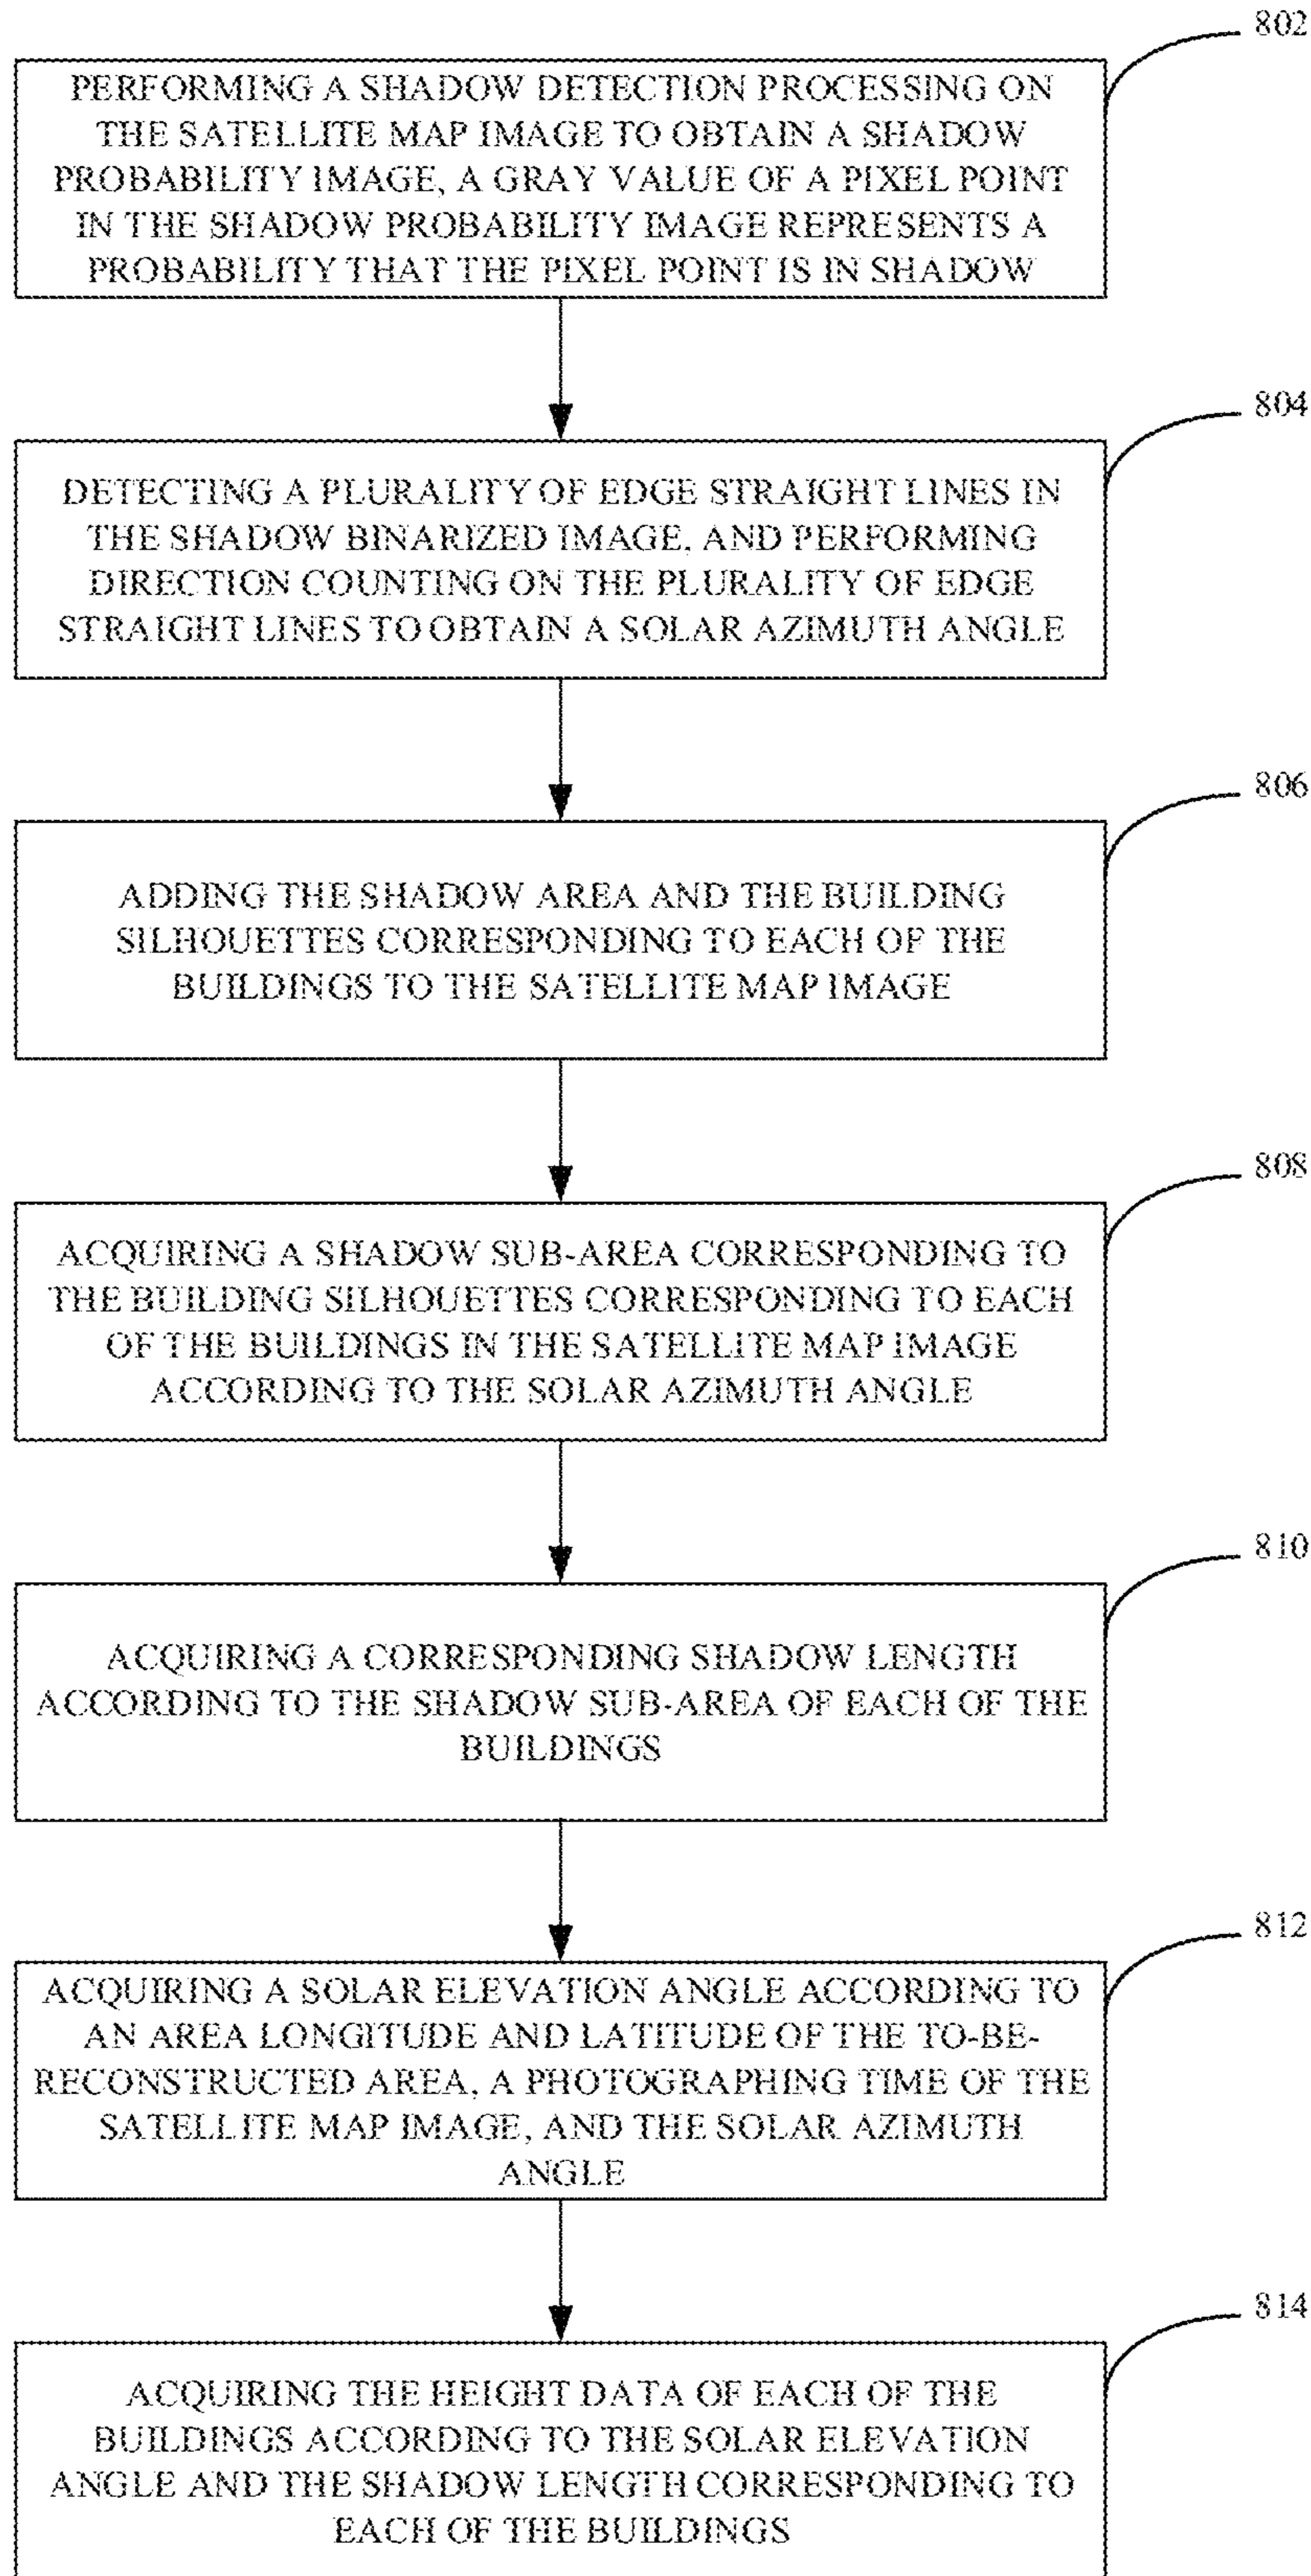 802
PERFORMING A SHADOW DETECTION PROCESSING ON
THE SATELLITE MAP IMAGE TO OBTAIN A SHADOW
PROBABILITY IMAGE, A GRAY VALUE OF A PIXEL POINT
IN THE SHADOW PROBABILITY IMAGE REPRESENTS A
PROBABILITY THAT THE PIXEL POINT IS IN SHADOW
804
DETECTING A PLURALITY OF EDGE STRAIGHT LINES IN
THE SHADOW BINARIZED IMAGE, AND PERFORMING
DIRECTION COUNTING ON THE PLURALITY OF EDGE
STRAIGHT LINES TO OBTAIN A SOLAR AZIMUTH ANGLE
806
ADDING THE SHADOW AREA AND THE BUILDING
SILHOUETTES CORRESPONDING TO EACH OF THE
BUILDINGS TO THE SATELLITE MAP IMAGE
808
ACQUIRING A SHADOW SUB-AREA CORRESPONDING TO
THE BUILDING SILHOUETTES CORRESPONDING TO EACH
OF THE BUILDINGS IN THE SATELLITE MAP IMAGE
ACCORDING TO THE SOLAR AZIMUTH ANGLE
810
ACQUIRING A CORRESPONDING SHADOW LENGTH
ACCORDING TO THE SHADOW SUB-AREA OF EACH OF THE
BUILDINGS
812
ACQUIRING A SOLAR ELEVATION ANGLE ACCORDING TO
AN AREA LONGITUDE AND LATITUDE OF THE TO-BE-
RECONSTRUCTED AREA, A PHOTOGRAPHING TIME OF THE
SATELLITE MAP IMAGE, AND THE SOLAR AZIMUTH
ANGLE
814
ACQUIRING THE HEIGHT DATA OF EACH OF THE
BUILDINGS ACCORDING TO THE SOLAR ELEVATION
ANGLE AND THE SHADOW LENGTH CORRESPONDING TO
EACH OF THE BUILDINGS